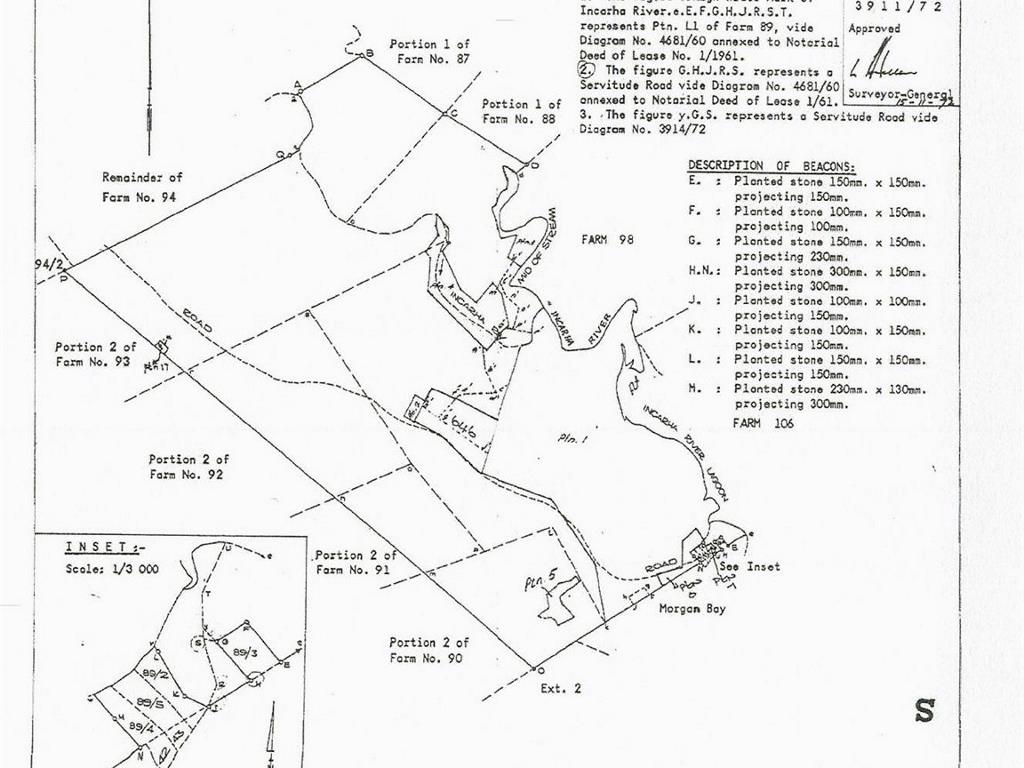 Incarha River.e.E.F.G.H.J.R.S.T.
represents Ptn. L1 of Farm 89, vide
Diagram No. 4681/60 annexed to Notarial
Deed of Lease No. 1/1961.
2. The figure G.H.J.R.S. represents a
Servitude Road vide Diagram No. 4681/60
annexed to Notarial Deed of Lease 1/61.
3. The figure y.G.S. represents a Servitude Road vide
Diagram No. 3914/72
3911/72
Approved
Surveyor-General
DESCRIPTION OF BEACONS:
E. : Planted stone 150mm. x 150mm.
projecting 150mm.
F. : Planted stone 100mm. x 150mm.
projecting 100mm.
G. : Planted stone 150mm. x 150mm.
projecting 230mm.
H.N.: Planted stone 300mm. x 150mm.
projecting 300mm.
J. : Planted stone 100mm. x 100mm.
projecting 150mm.
K. : Planted stone 100mm. x 150mm.
projecting 150mm.
L. : Planted stone 150mm. x 150mm.
projecting 150mm.
M. : Planted stone 230mm. x 130mm.
projecting 300mm.
FARM 106
Portion 1 of
Farm No. 87
Portion 1 of
Farm No. 88
B
A
C
D
Q
P
Remainder of
Farm No. 94
94/2
FARM 98
MID OF STREAM
INCARHA
INCARHA RIVER
INCARHA RIVER LAGOON
ROAD
Portion 2 of
Farm No. 93
Portion 2 of
Farm No. 92
646
Ptn. 1
Portion 2 of
Farm No. 91
Ptn. 5
ROAD
See Inset
Morgan Bay
Portion 2 of
Farm No. 90
O
Ext. 2
S
INSET:-
Scale: 1/3 000
U
e
T
S
G
F
89/3
E
H
R
J
K
L
89/2
89/5
89/4
M
N
42
43